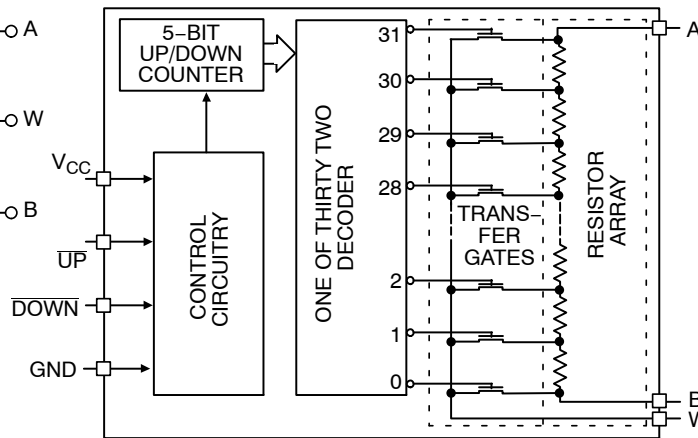 A
W
B
5–BIT
UP/DOWN
COUNTER
VCC
UP
DOWN
GND
CONTROL
CIRCUITRY
ONE OF THIRTY TWO
DECODER
31
30
29
28
2
1
0
TRANS–
FER
GATES
RESISTOR
ARRAY
A
B
W